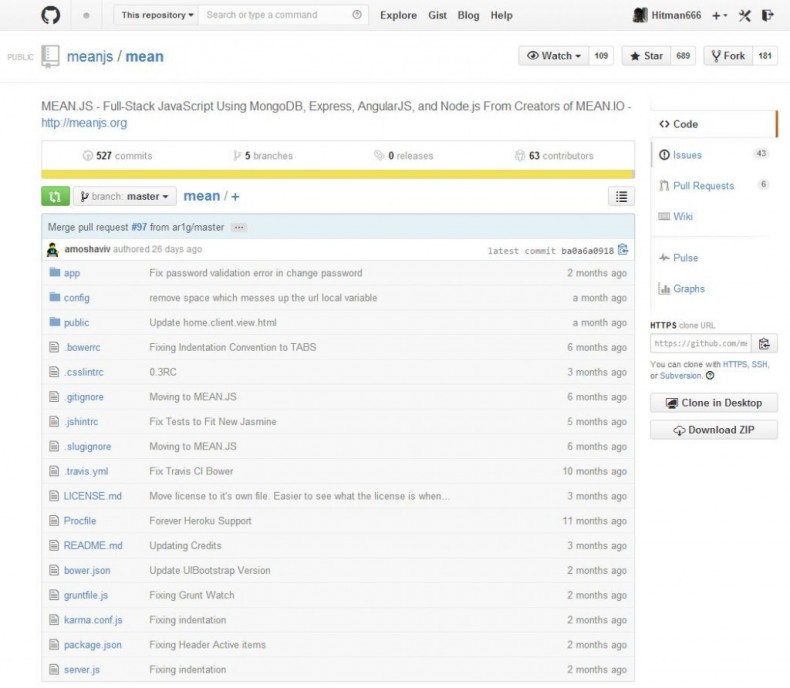 This repository Search or type a command Explore Gist Blog Help Hitman666
PUBLIC meanjs / mean Watch 109 Star 689 Fork 181
MEAN.JS - Full-Stack JavaScript Using MongoDB, Express, AngularJS, and Node.js From Creators of MEAN.IO -
http://meanjs.org
527 commits 5 branches 0 releases 63 contributors
branch: master mean / +
Merge pull request #97 from ar1g/master ...
amoshaviv authored 26 days ago latest commit ba0a6a0918
app Fix password validation error in change password 2 months ago
config remove space which messes up the url local variable a month ago
public Update home.client.view.html a month ago
.bowerrc Fixing Indentation Convention to TABS 6 months ago
.csslintrc 0.3RC 3 months ago
.gitignore Moving to MEAN.JS 6 months ago
.jshintrc Fix Tests to Fit New Jasmine 5 months ago
.slugignore Moving to MEAN.JS 6 months ago
.travis.yml Fix Travis CI Bower 10 months ago
LICENSE.md Move license to it's own file. Easier to see what the license is when... 3 months ago
Procfile Forever Heroku Support 11 months ago
README.md Updating Credits 3 months ago
bower.json Update UIBootstrap Version 2 months ago
gruntfile.js Fixing Grunt Watch 2 months ago
karma.conf.js Fixing indentation 2 months ago
package.json Fixing Header Active items 2 months ago
server.js Fixing indentation 2 months ago
Code
Issues 43
Pull Requests 6
Wiki
Pulse
Graphs
HTTPS clone URL
https://github.com/me
You can clone with HTTPS, SSH,
or Subversion.
Clone in Desktop
Download ZIP